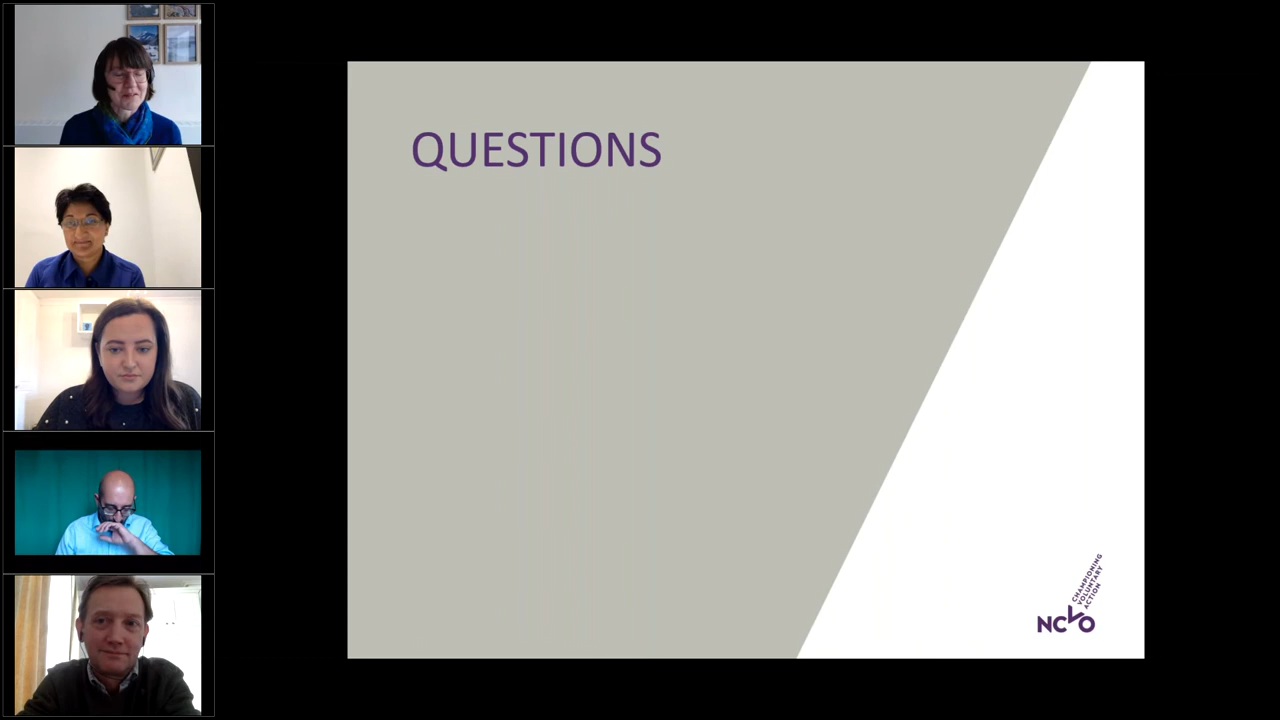 QUESTIONS
CHAMPIONING
VOLUNTARY
ACTION
NCVO